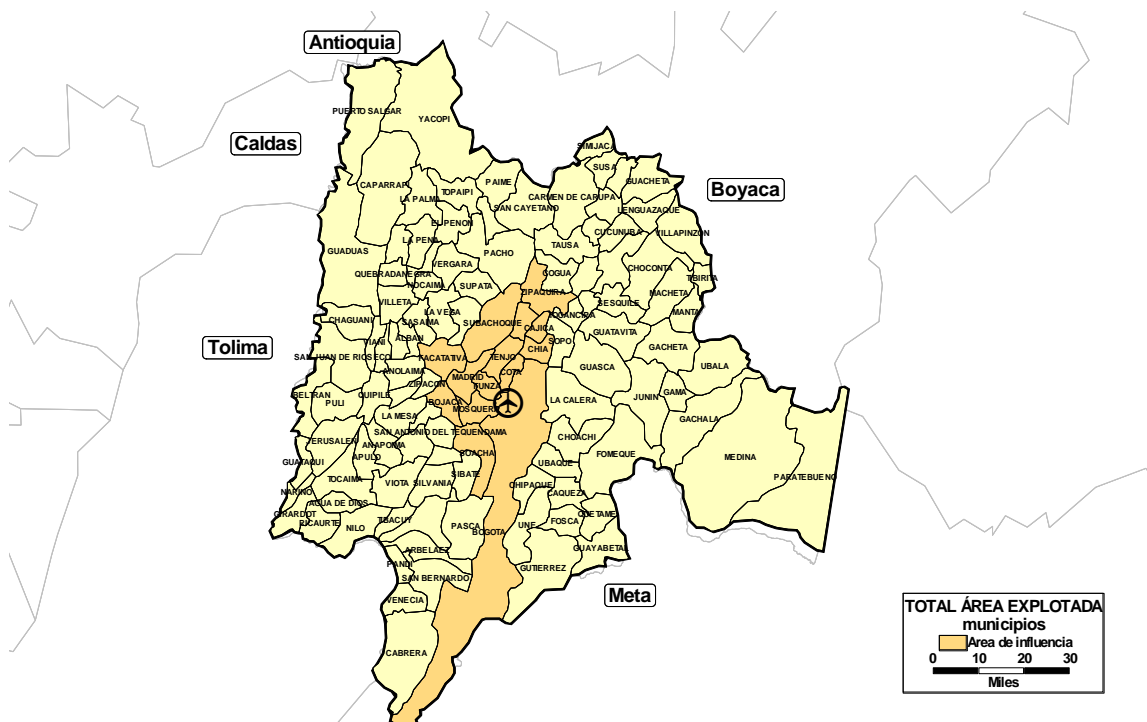 Antioquia
PUERTO SALGAR
YACOPI
Caldas
SIMIJACA
SUSA
GUACHETA
Boyaca
CAPARRAPI
LA PALMA
TOPAIPI
PAIME
SAN CAYETANO
CARMEN DE CARUPA
LENGUAZAQUE
EL PENON
CUCUNUBA
VILLAPINZON
LA PENA
TAUSA
GUADUAS
PACHO
VERGARA
CHOCONTA
QUEBRADANEGRA
COGUA
TIBIRITA
NOCAIMA
SUPATA
ZIPAQUIRA
MACHETA
VILLETA
SESQUILE
LA VEGA
TOCANCIPA
MANTA
CHAGUANI
SASAIMA
SUBACHOQUE
CAJICA
GUATAVITA
VIANI
ALBAN
SOPO
Tolima
CHIA
GACHETA
SAN JUAN DE RIOSECO
FACATATIVA
TENJO
GUASCA
UBALA
ANOLAIMA
COTA
MADRID
ZIPACON
FUNZA
BELTRAN
QUIPILE
GAMA
PULI
BOJACA
LA CALERA
JUNIN
MOSQUERA
LA MESA
GACHALA
SAN ANTONIO DEL TEQUENDAMA
CHOACHI
JERUSALEN
ANAPOIMA
SOACHA
FOMEQUE
APULO
MEDINA
GUATAQUI
UBAQUE
SIBATE
PARATEBUENO
TOCAIMA
VIOTA
SILVANIA
CHIPAQUE
NARINO
CAQUEZA
AGUA DE DIOS
GIRARDOT
QUETAME
RICAURTE
NILO
TIBACUY
PASCA
BOGOTA
UNE
FOSCA
ARBELAEZ
GUAYABETAL
PANDI
GUTIERREZ
SAN BERNARDO
Meta
VENECIA
CABRERA
TOTAL ÁREA EXPLOTADA
municipios
Area de influencia
0 10 20 30
Miles